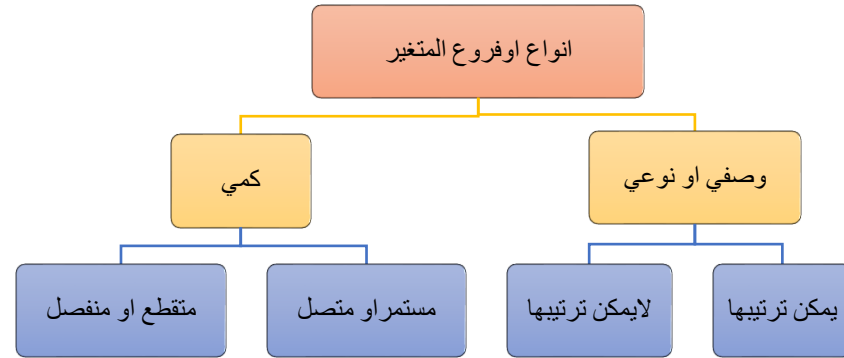 انواع اوفروع المتغير
وصفي او نوعي
كمي
يمكن ترتيبها
لايمكن ترتيبها
مستمراو متصل
متقطع او منفصل